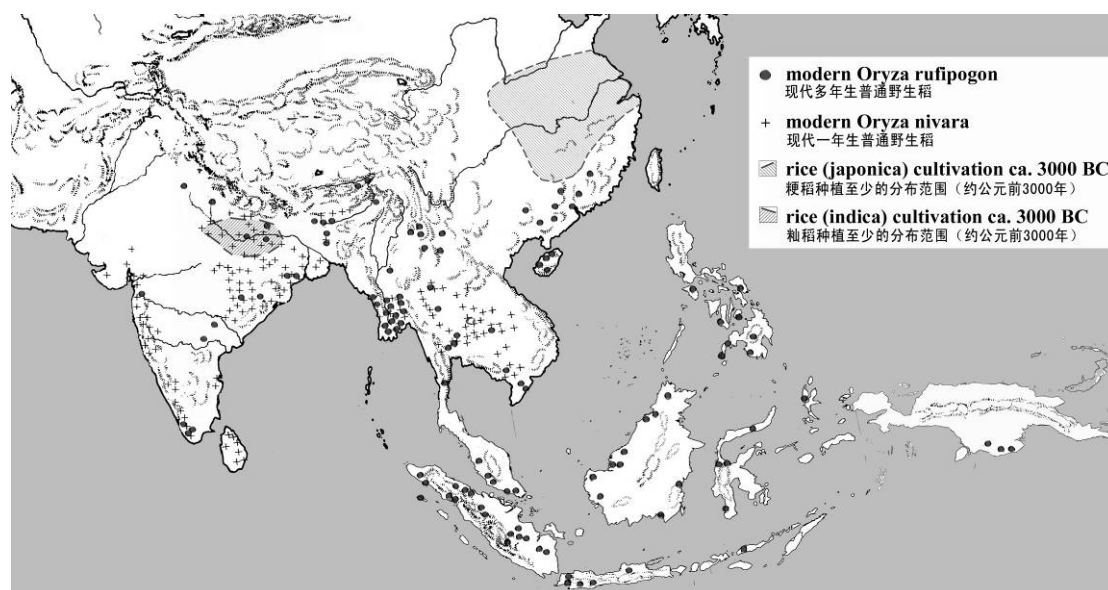 modern Oryza rufipogon
现代多年生普通野生稻
modern Oryza nivara
现代一年生普通野生稻
rice (japonica) cultivation ca. 3000 BC
粳稻种植至少的分布范围（约公元前3000年）
rice (indica) cultivation ca. 3000 BC
籼稻种植至少的分布范围（约公元前3000年）